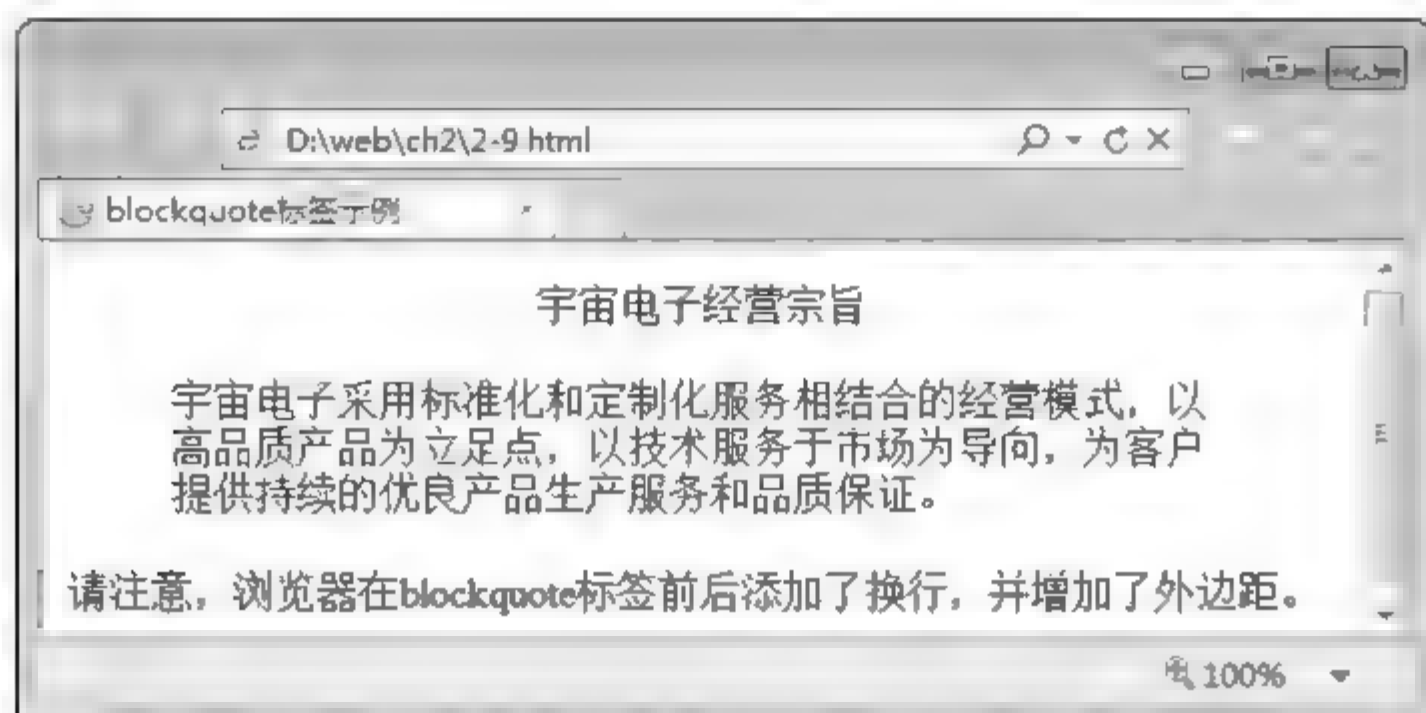 D:\web\ch2\2-9 html
blockquote标签示例
宇宙电子经营宗旨
宇宙电子采用标准化和定制化服务相结合的经营模式，以
高品质产品为立足点，以技术服务于市场为导向，为客户
提供持续的优良产品生产服务和品质保证。
请注意，浏览器在blockquote标签前后添加了换行，并增加了外边距。
100%